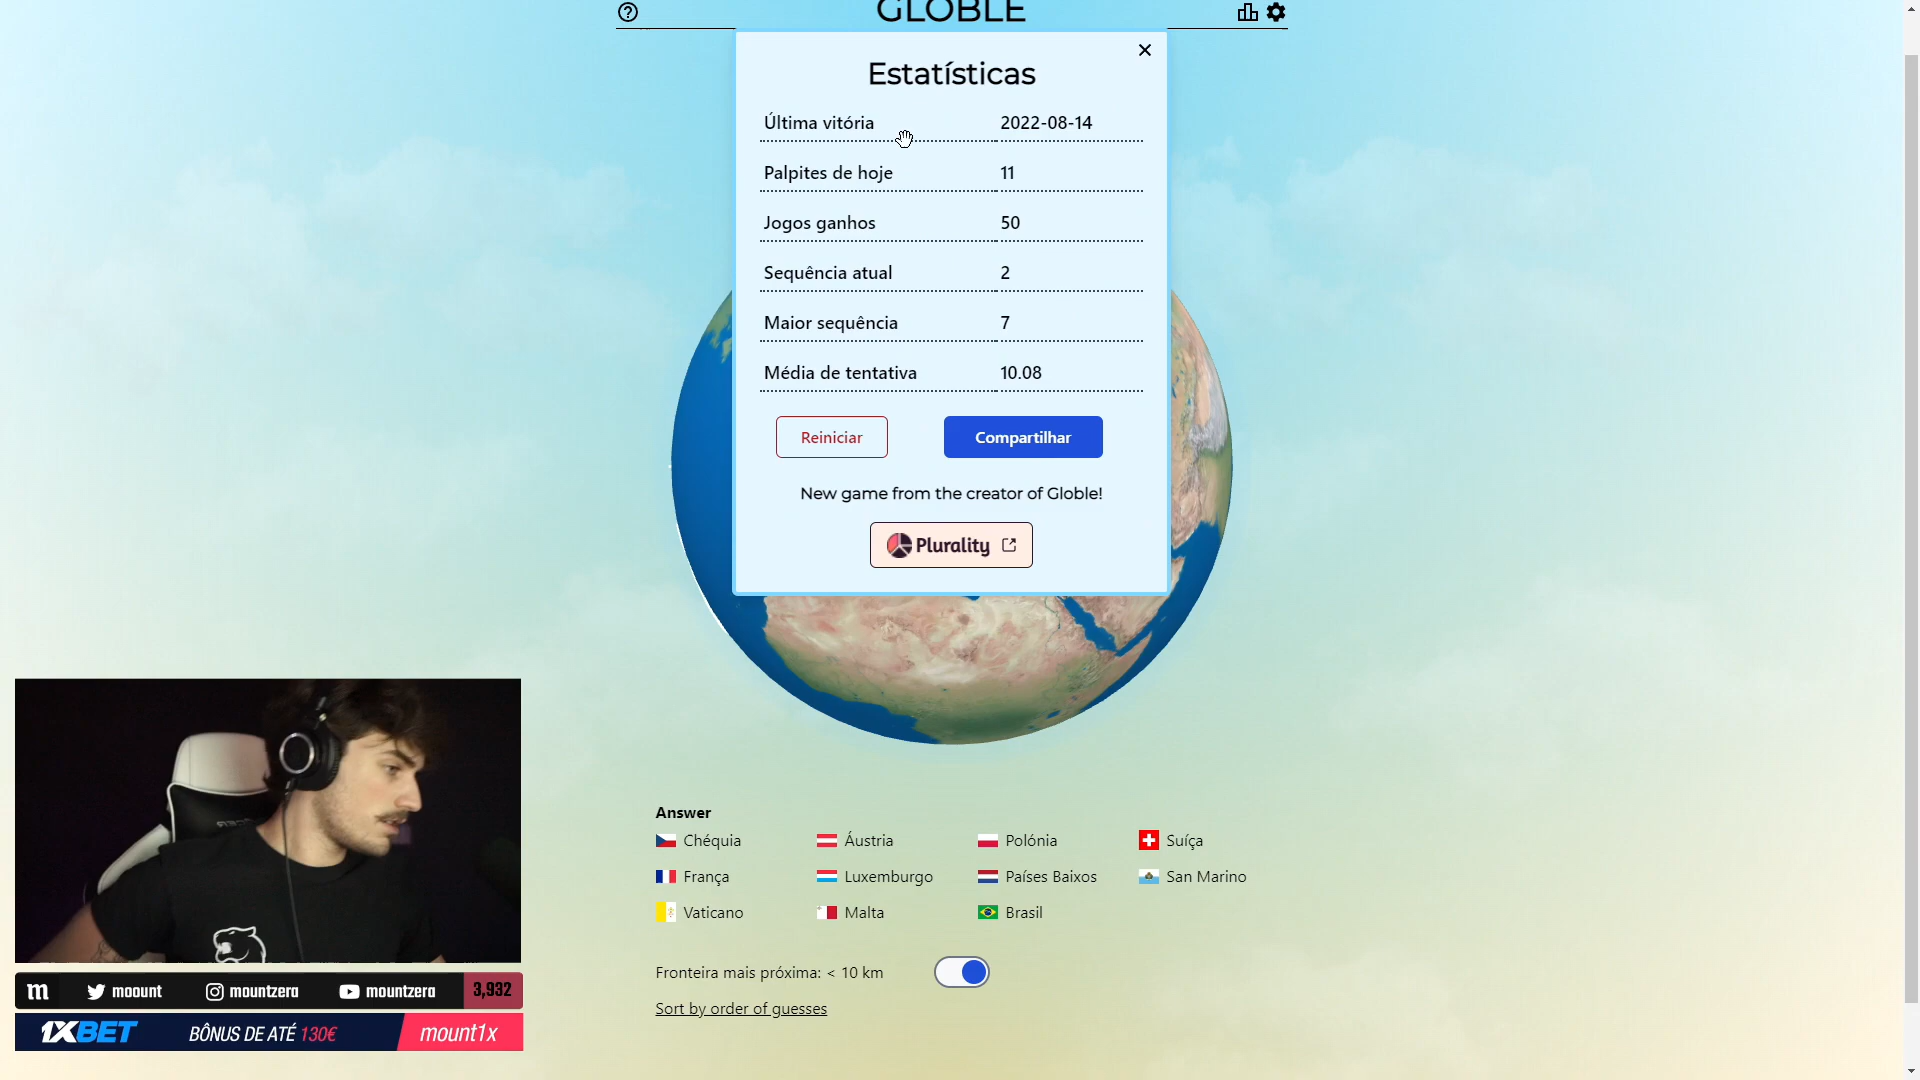 GLOBLE
Estatísticas
Última vitória 2022-08-14
Palpites de hoje 11
Jogos ganhos 50
Sequência atual 2
Maior sequência 7
Média de tentativa 10.08
Reiniciar Compartilhar
New game from the creator of Globle!
Plurality
Answer
Chéquia Áustria Polónia Suíça
França Luxemburgo Países Baixos San Marino
Vaticano Malta Brasil
Fronteira mais próxima: < 10 km
Sort by order of guesses
m moount mountzera mountzera 3,932
1XBET BÔNUS DE ATÉ 130€ mount1x